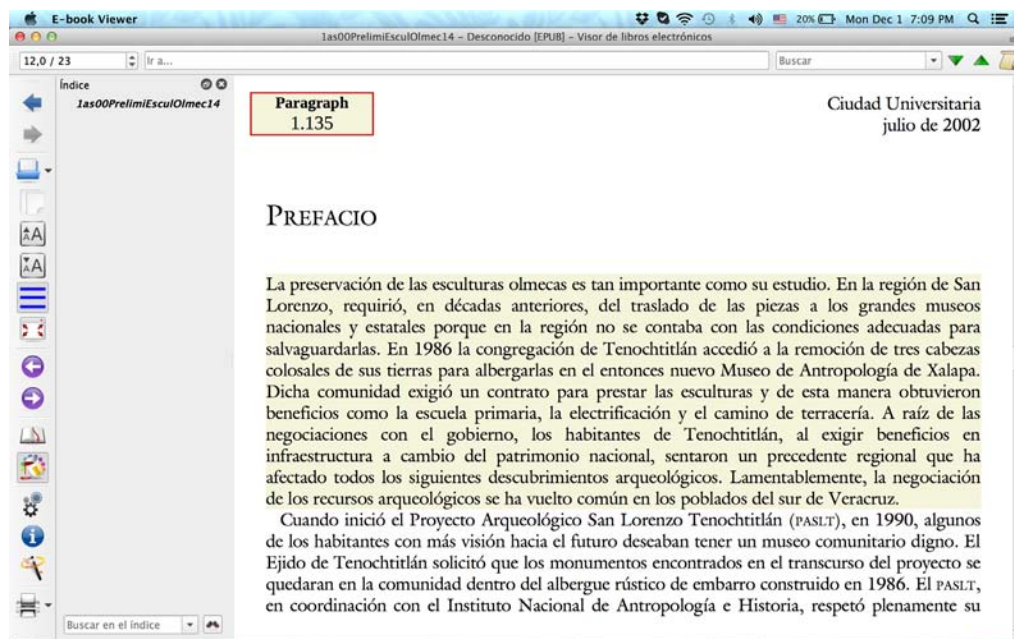 E-book Viewer
20%
Mon Dec 1 7:09 PM
1as00PrelimiEsculOlmec14 – Desconocido [EPUB] – Visor de libros electrónicos
12,0 / 23
Ir a...
Buscar
Índice
1as00PrelimiEsculOlmec14
Paragraph
1.135
Ciudad Universitaria
julio de 2002
PREFACIO
La preservación de las esculturas olmecas es tan importante como su estudio. En la región de San
Lorenzo, requirió, en décadas anteriores, del traslado de las piezas a los grandes museos
nacionales y estatales porque en la región no se contaba con las condiciones adecuadas para
salvaguardarlas. En 1986 la congregación de Tenochtitlán accedió a la remoción de tres cabezas
colosales de sus tierras para albergarlas en el entonces nuevo Museo de Antropología de Xalapa.
Dicha comunidad exigió un contrato para prestar las esculturas y de esta manera obtuvieron
beneficios como la escuela primaria, la electrificación y el camino de terracería. A raíz de las
negociaciones con el gobierno, los habitantes de Tenochtitlán, al exigir beneficios en
infraestructura a cambio del patrimonio nacional, sentaron un precedente regional que ha
afectado todos los siguientes descubrimientos arqueológicos. Lamentablemente, la negociación
de los recursos arqueológicos se ha vuelto común en los poblados del sur de Veracruz.
Cuando inició el Proyecto Arqueológico San Lorenzo Tenochtitlán (PASLT), en 1990, algunos
de los habitantes con más visión hacia el futuro deseaban tener un museo comunitario digno. El
Ejido de Tenochtitlán solicitó que los monumentos encontrados en el transcurso del proyecto se
quedaran en la comunidad dentro del albergue rústico de embarro construido en 1986. El PASLT,
en coordinación con el Instituto Nacional de Antropología e Historia, respetó plenamente su
Buscar en el índice